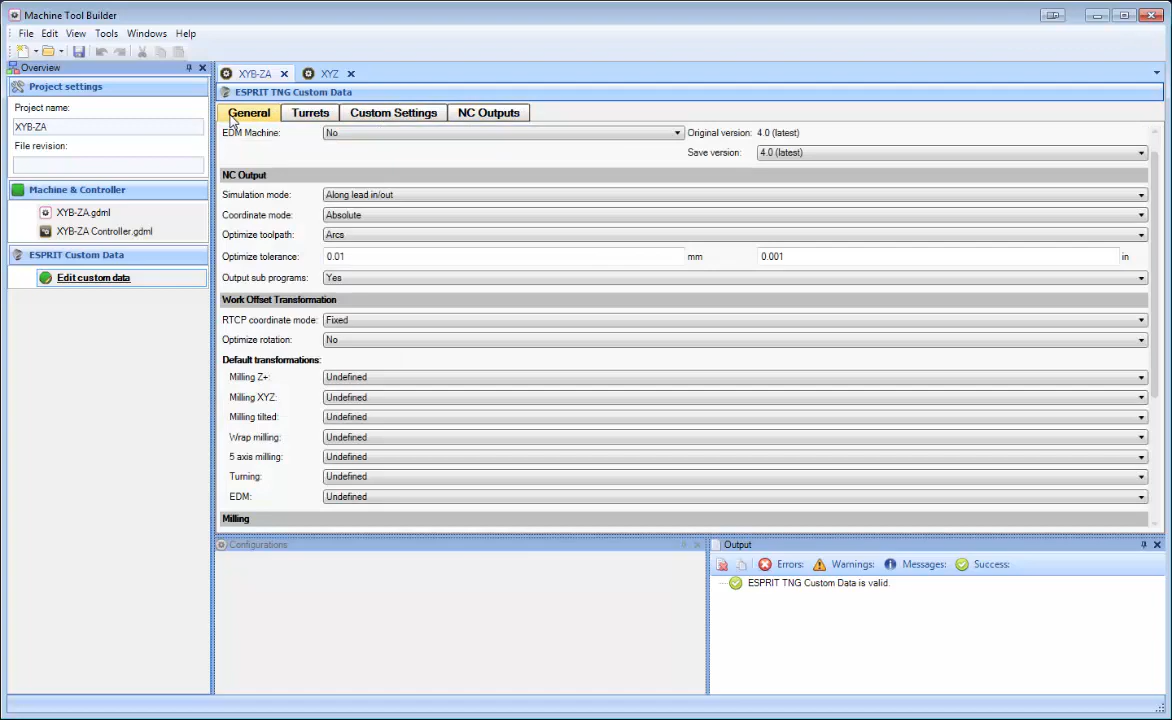 Machine Tool Builder
File Edit View Tools Windows Help
Overview
Project settings
Project name:
XYB-ZA
File revision:
Machine & Controller
XYB-ZA.gdml
XYB-ZA Controller.gdml
ESPRIT Custom Data
Edit custom data
XYB-ZA XYZ
ESPRIT TNG Custom Data
General Turrets Custom Settings NC Outputs
EDM Machine: No Original version: 4.0 (latest)
Save version: 4.0 (latest)
NC Output
Simulation mode: Along lead in/out
Coordinate mode: Absolute
Optimize toolpath: Arcs
Optimize tolerance: 0.01 mm 0.001 in
Output sub programs: Yes
Work Offset Transformation
RTCP coordinate mode: Fixed
Optimize rotation: No
Default transformations:
Milling Z+: Undefined
Milling XYZ: Undefined
Milling tilted: Undefined
Wrap milling: Undefined
5 axis milling: Undefined
Turning: Undefined
EDM: Undefined
Milling
Configurations
Output
Errors: Warnings: Messages: Success:
ESPRIT TNG Custom Data is valid.